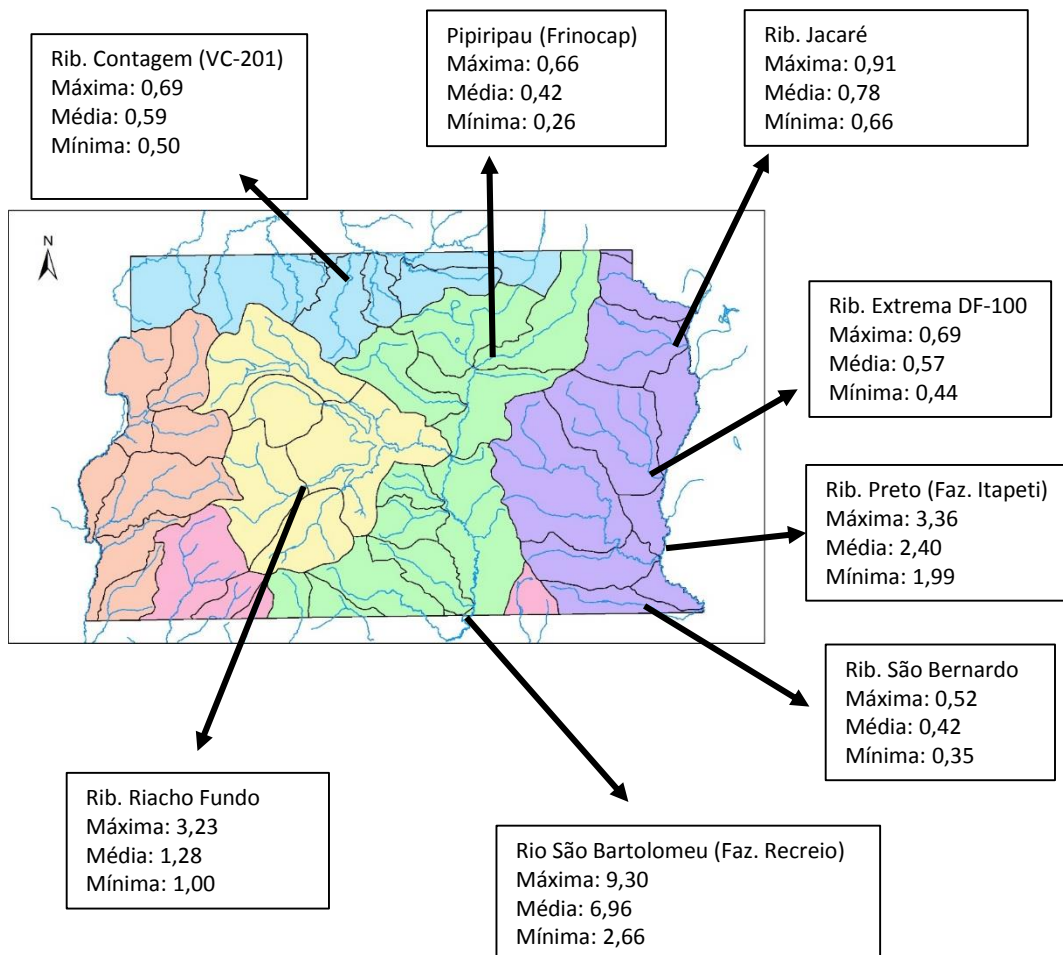 Rib. Contagem (VC-201)
Máxima: 0,69
Média: 0,59
Mínima: 0,50
Pipiripau (Frinocap)
Máxima: 0,66
Média: 0,42
Mínima: 0,26
Rib. Jacaré
Máxima: 0,91
Média: 0,78
Mínima: 0,66
N
Rib. Extrema DF-100
Máxima: 0,69
Média: 0,57
Mínima: 0,44
Rib. Preto (Faz. Itapeti)
Máxima: 3,36
Média: 2,40
Mínima: 1,99
Rib. São Bernardo
Máxima: 0,52
Média: 0,42
Mínima: 0,35
Rib. Riacho Fundo
Máxima: 3,23
Média: 1,28
Mínima: 1,00
Rio São Bartolomeu (Faz. Recreio)
Máxima: 9,30
Média: 6,96
Mínima: 2,66